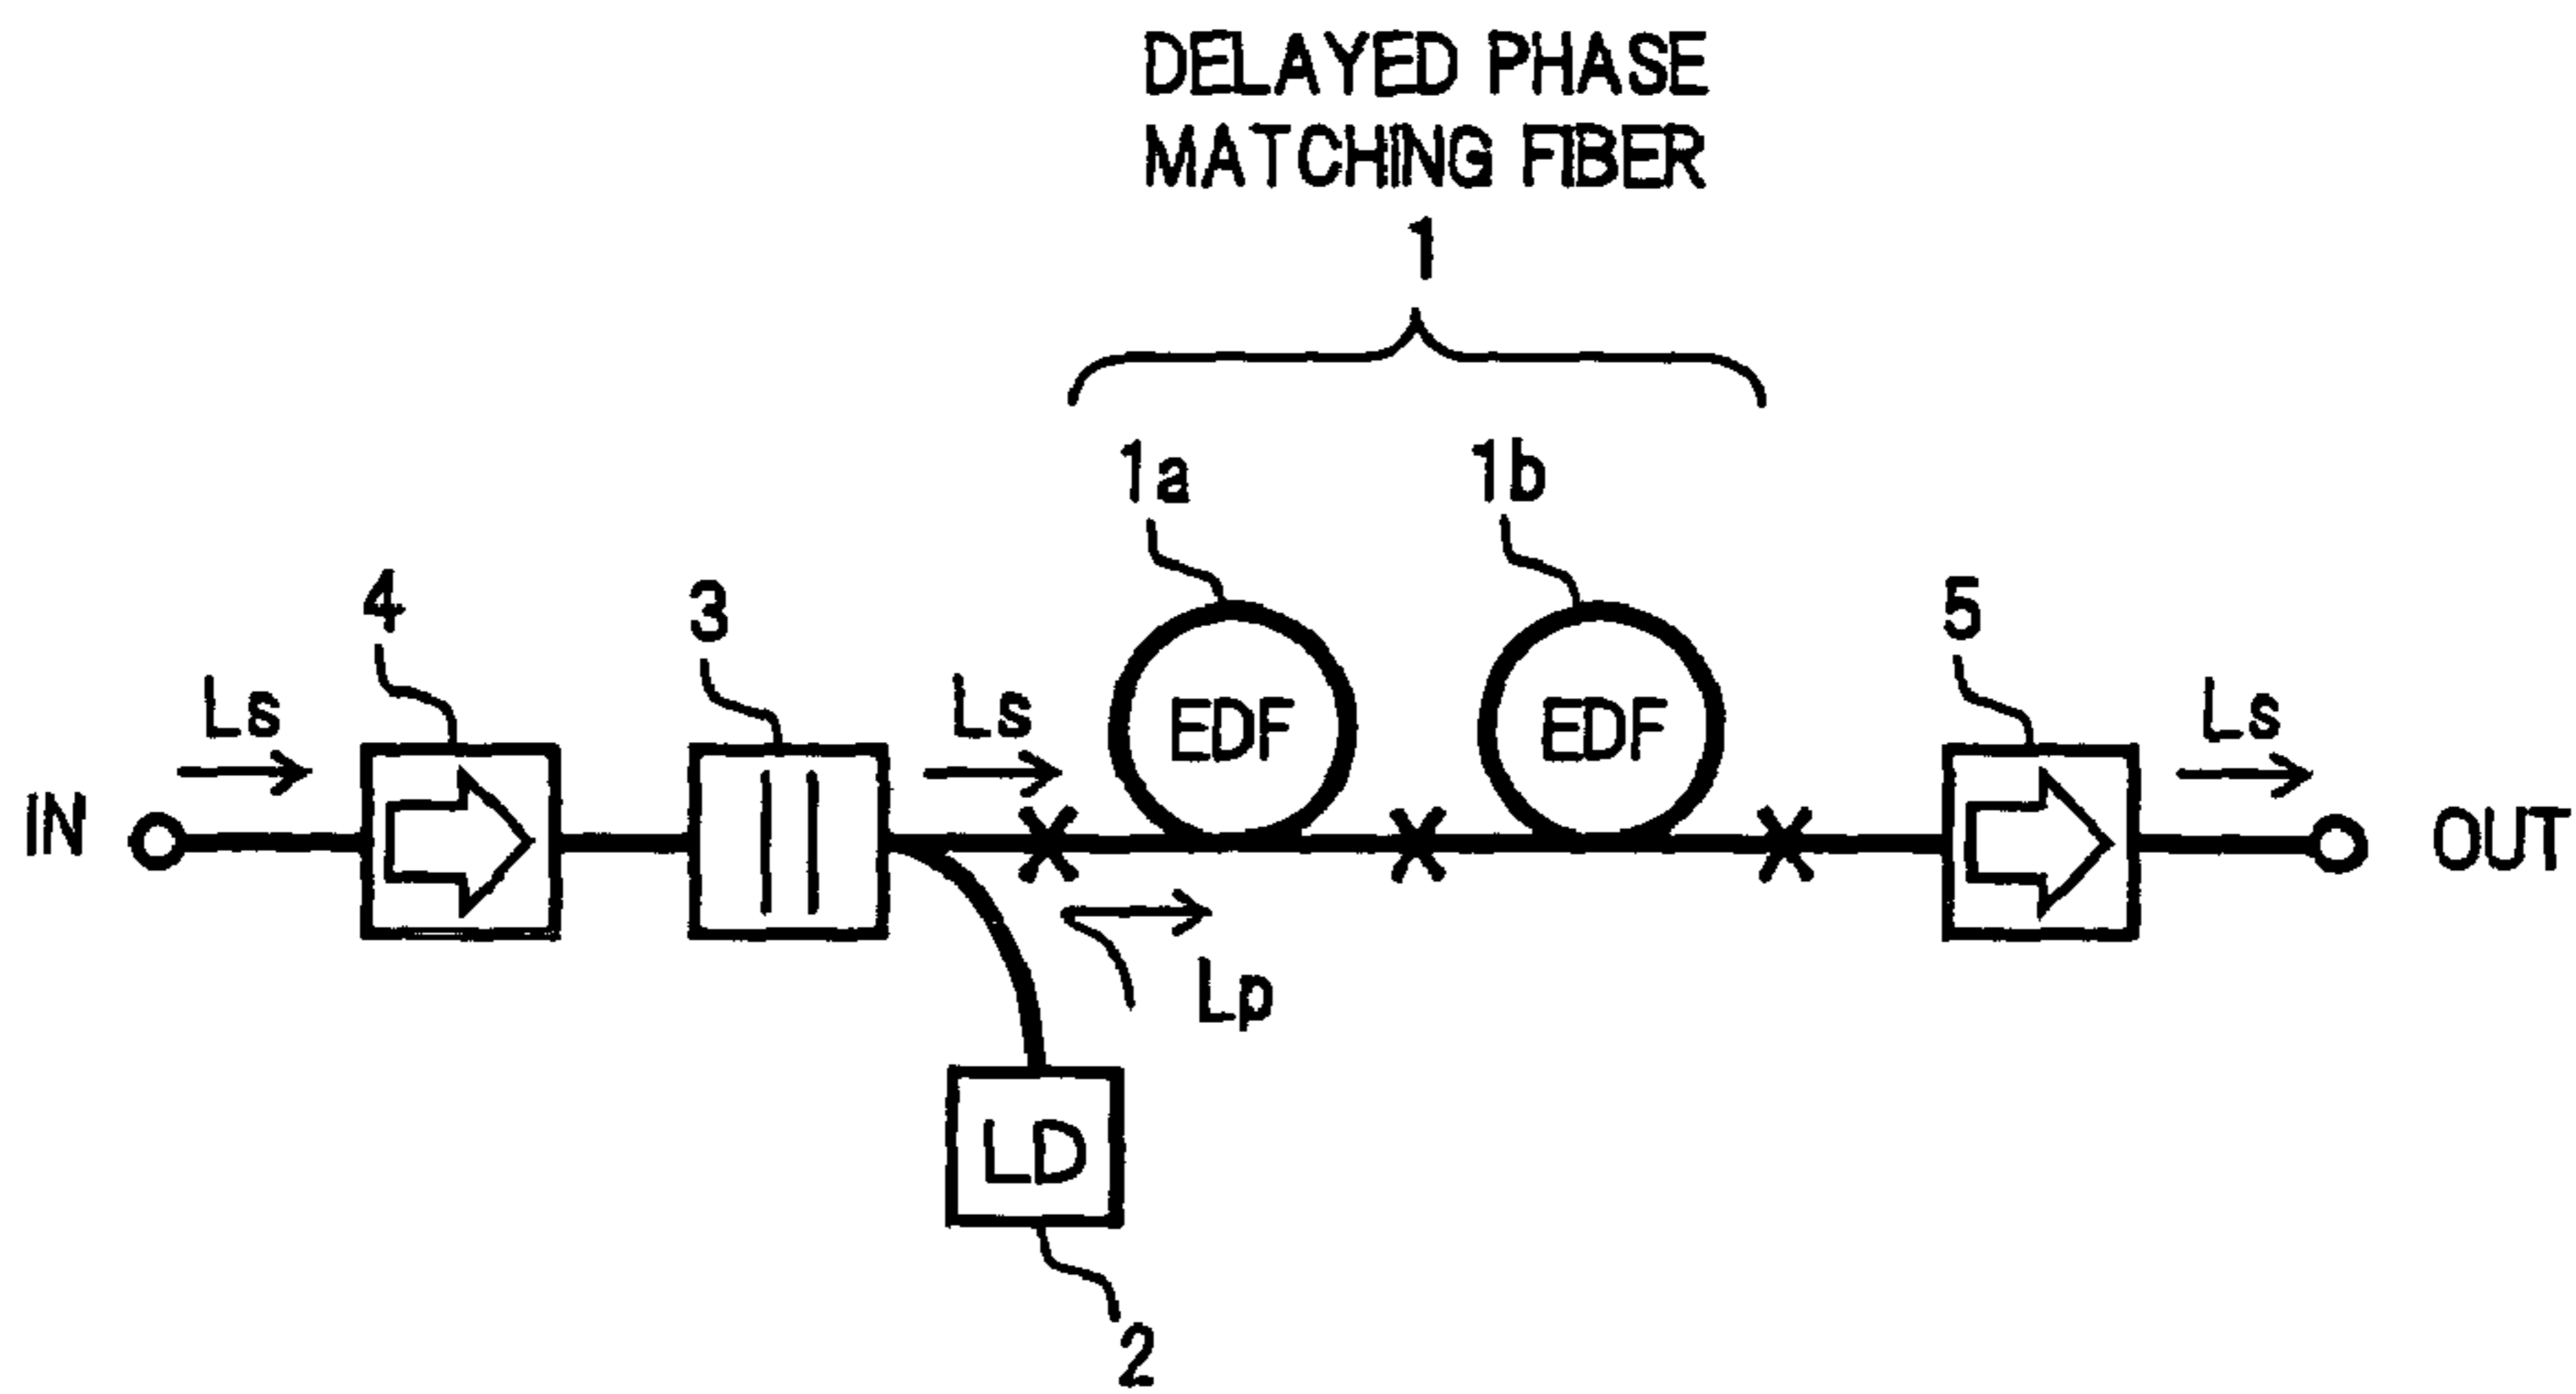 DELAYED PHASE
MATCHING FIBER
1
1a
1b
4
3
5
Ls
Ls
Ls
EDF
EDF
IN
OUT
Lp
LD
2